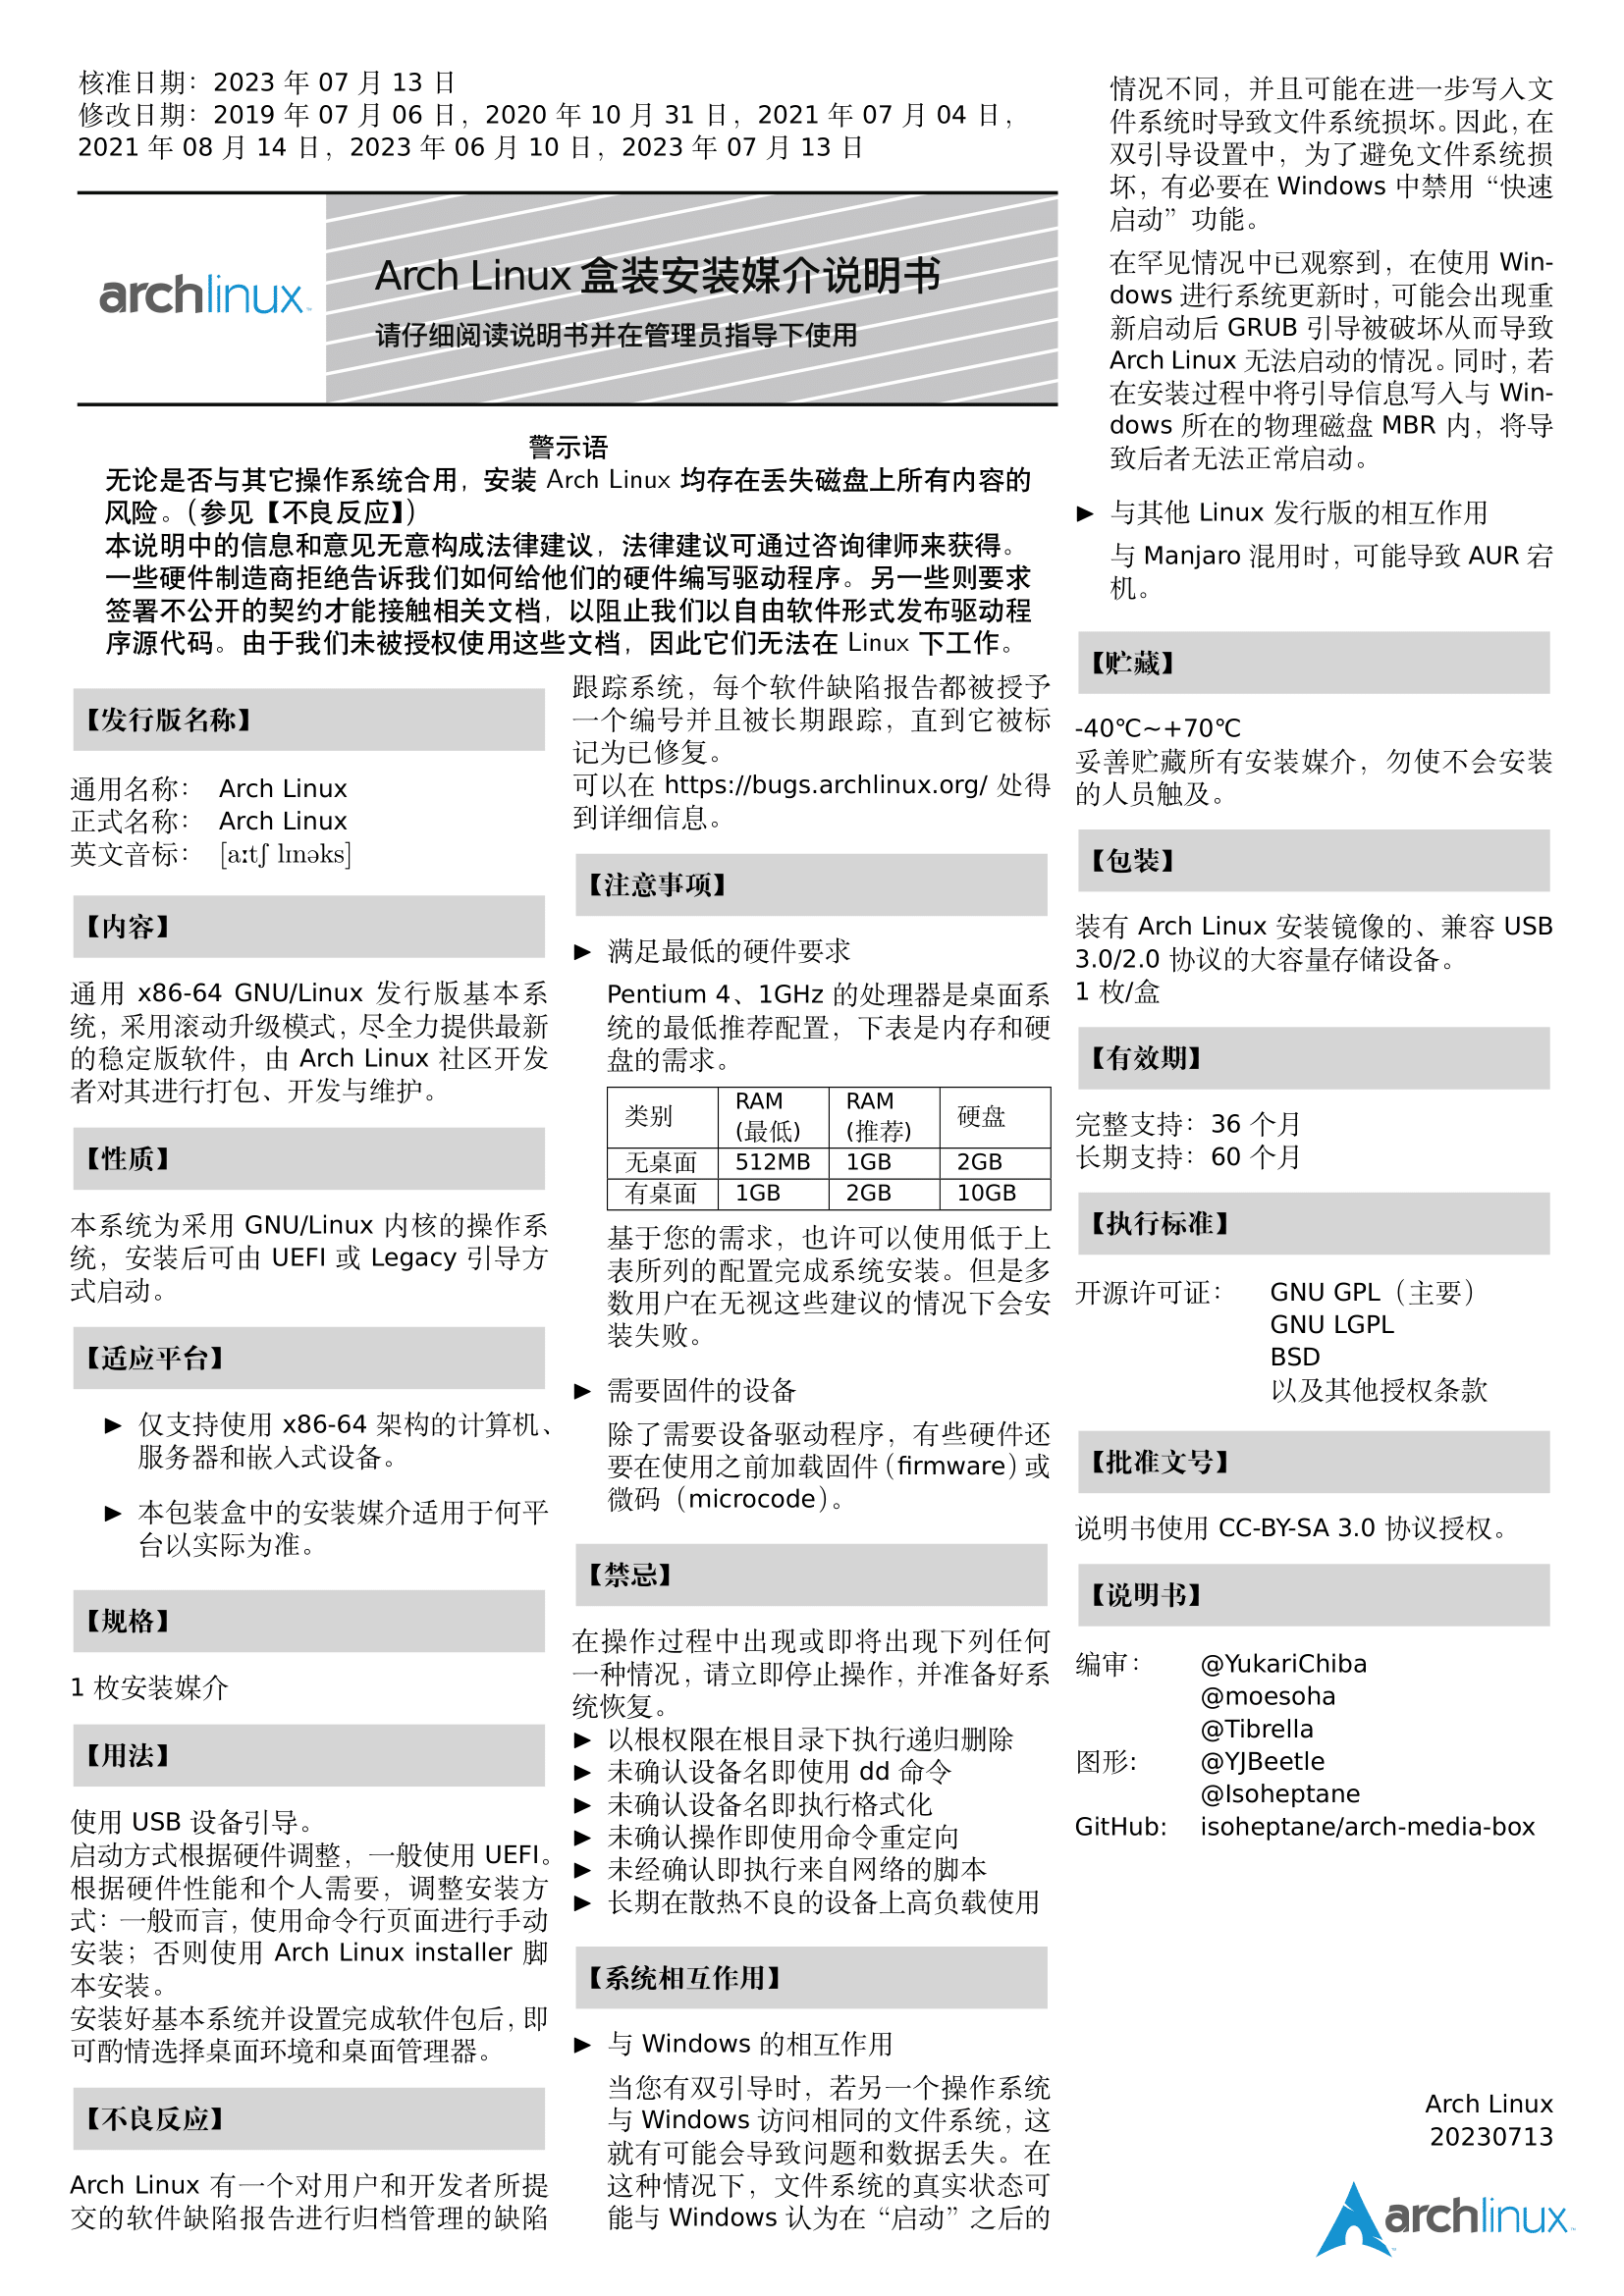 核准日期：2023 年 07 月 13 日
修改日期：2019 年 07 月 06 日，2020 年 10 月 31 日，2021 年 07 月 04 日，
2021 年 08 月 14 日，2023 年 06 月 10 日，2023 年 07 月 13 日
archlinux
Arch Linux 盒装安装媒介说明书
请仔细阅读说明书并在管理员指导下使用
警示语
无论是否与其它操作系统合用，安装 Arch Linux 均存在丢失磁盘上所有内容的
风险。（参见【不良反应】）
本说明中的信息和意见无意构成法律建议，法律建议可通过咨询律师来获得。
一些硬件制造商拒绝告诉我们如何给他们的硬件编写驱动程序。另一些则要求
签署不公开的契约才能接触相关文档，以阻止我们以自由软件形式发布驱动程
序源代码。由于我们未被授权使用这些文档，因此它们无法在 Linux 下工作。
【发行版名称】
通用名称： Arch Linux
正式名称： Arch Linux
英文音标： [aːtʃ lɪnəks]
【内容】
通用 x86-64 GNU/Linux 发行版基本系
统，采用滚动升级模式，尽全力提供最新
的稳定版软件，由 Arch Linux 社区开发
者对其进行打包、开发与维护。
【性质】
本系统为采用 GNU/Linux 内核的操作系
统，安装后可由 UEFI 或 Legacy 引导方
式启动。
【适应平台】
► 仅支持使用 x86-64 架构的计算机、
服务器和嵌入式设备。
► 本包装盒中的安装媒介适用于何平
台以实际为准。
【规格】
1 枚安装媒介
【用法】
使用 USB 设备引导。
启动方式根据硬件调整，一般使用 UEFI。
根据硬件性能和个人需要，调整安装方
式：一般而言，使用命令行页面进行手动
安装；否则使用 Arch Linux installer 脚
本安装。
安装好基本系统并设置完成软件包后，即
可酌情选择桌面环境和桌面管理器。
【不良反应】
Arch Linux 有一个对用户和开发者所提
交的软件缺陷报告进行归档管理的缺陷
跟踪系统，每个软件缺陷报告都被授予
一个编号并且被长期跟踪，直到它被标
记为已修复。
可以在 https://bugs.archlinux.org/ 处得
到详细信息。
【注意事项】
► 满足最低的硬件要求
Pentium 4、1GHz 的处理器是桌面系
统的最低推荐配置，下表是内存和硬
盘的需求。
类别 RAM (最低) RAM (推荐) 硬盘
无桌面 512MB 1GB 2GB
有桌面 1GB 2GB 10GB
基于您的需求，也许可以使用低于上
表所列的配置完成系统安装。但是多
数用户在无视这些建议的情况下会安
装失败。
► 需要固件的设备
除了需要设备驱动程序，有些硬件还
要在使用之前加载固件（firmware）或
微码（microcode）。
【禁忌】
在操作过程中出现或即将出现下列任何
一种情况，请立即停止操作，并准备好系
统恢复。
► 以根权限在根目录下执行递归删除
► 未确认设备名即使用 dd 命令
► 未确认设备名即执行格式化
► 未确认操作即使用命令重定向
► 未经确认即执行来自网络的脚本
► 长期在散热不良的设备上高负载使用
【系统相互作用】
► 与 Windows 的相互作用
当您有双引导时，若另一个操作系统
与 Windows 访问相同的文件系统，这
就有可能会导致问题和数据丢失。在
这种情况下，文件系统的真实状态可
能与 Windows 认为在“启动”之后的
情况不同，并且可能在进一步写入文
件系统时导致文件系统损坏。因此，在
双引导设置中，为了避免文件系统损
坏，有必要在 Windows 中禁用“快速
启动”功能。
在罕见情况中已观察到，在使用 Win-
dows 进行系统更新时，可能会出现重
新启动后 GRUB 引导被破坏从而导致
Arch Linux 无法启动的情况。同时，若
在安装过程中将引导信息写入与 Win-
dows 所在的物理磁盘 MBR 内，将导
致后者无法正常启动。
► 与其他 Linux 发行版的相互作用
与 Manjaro 混用时，可能导致 AUR 宕
机。
【贮藏】
-40℃~+70℃
妥善贮藏所有安装媒介，勿使不会安装
的人员触及。
【包装】
装有 Arch Linux 安装镜像的、兼容 USB
3.0/2.0 协议的大容量存储设备。
1 枚/盒
【有效期】
完整支持：36 个月
长期支持：60 个月
【执行标准】
开源许可证： GNU GPL（主要）
GNU LGPL
BSD
以及其他授权条款
【批准文号】
说明书使用 CC-BY-SA 3.0 协议授权。
【说明书】
编审： @YukariChiba
@moesoha
@Tibrella
图形: @YJBeetle
@Isoheptane
GitHub: isoheptane/arch-media-box
Arch Linux
20230713
archlinux